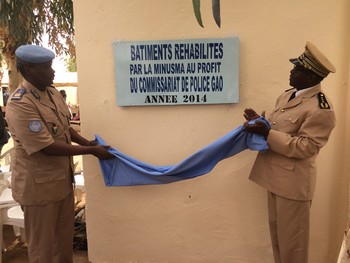 BATIMENTS REHABILITES
PAR LA MINUSMA AU PROFIT
DU COMMISSARIAT DE POLICE GAO
ANNEE 2014